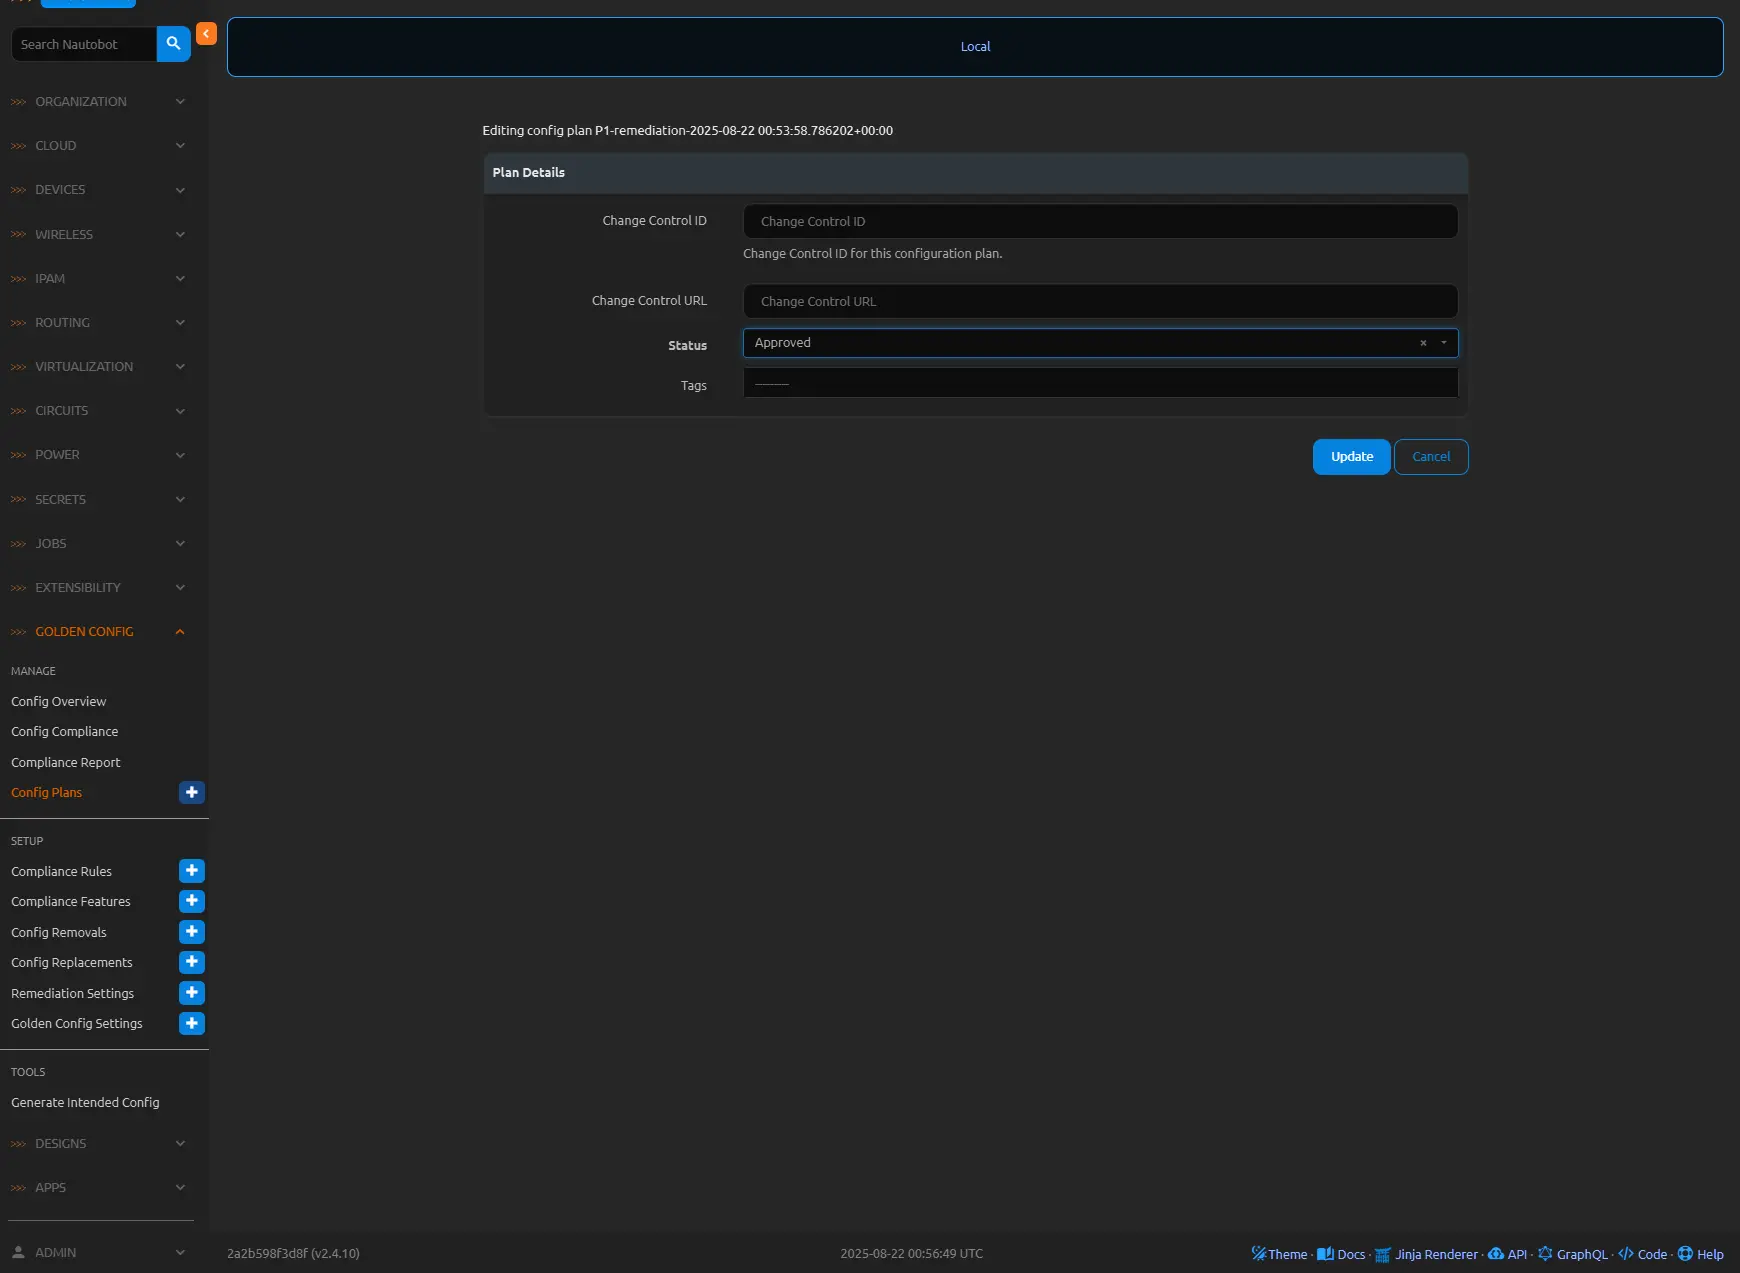 Search Nautobot
ORGANIZATION
CLOUD
DEVICES
WIRELESS
IPAM
ROUTING
VIRTUALIZATION
CIRCUITS
POWER
SECRETS
JOBS
EXTENSIBILITY
GOLDEN CONFIG
MANAGE
Config Overview
Config Compliance
Compliance Report
Config Plans
SETUP
Compliance Rules
Compliance Features
Config Removals
Config Replacements
Remediation Settings
Golden Config Settings
TOOLS
Generate Intended Config
DESIGNS
APPS
ADMIN
Local
Editing config plan P1-remediation-2025-08-22 00:53:58.786202+00:00
Plan Details
Change Control ID
Change Control ID
Change Control ID for this configuration plan.
Change Control URL
Change Control URL
Status
Approved
Tags
---------
Update
Cancel
2a2b598f3d8f (v2.4.10)
2025-08-22 00:56:49 UTC
Theme · Docs · Jinja Renderer · API · GraphQL · Code · Help